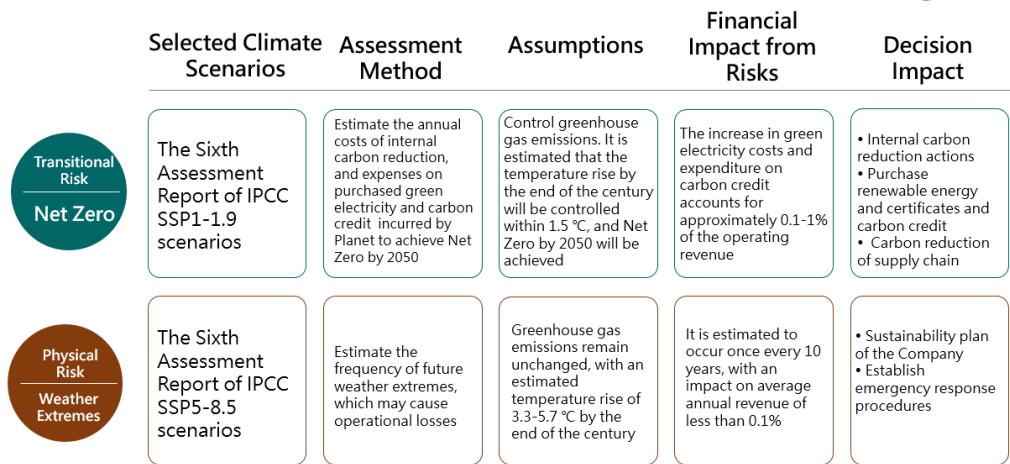 Selected Climate
Scenarios
Assessment
Method
Assumptions
Financial
Impact from
Risks
Decision
Impact
Transitional
Risk
Net Zero
The Sixth
Assessment
Report of IPCC
SSP1-1.9
scenarios
Estimate the annual
costs of internal
carbon reduction,
and expenses on
purchased green
electricity and carbon
credit incurred by
Planet to achieve Net
Zero by 2050
Control greenhouse
gas emissions. It is
estimated that the
temperature rise by
the end of the century
will be controlled
within 1.5 °C, and Net
Zero by 2050 will be
achieved
The increase in green
electricity costs and
expenditure on
carbon credit
accounts for
approximately 0.1-1%
of the operating
revenue
• Internal carbon
reduction actions
• Purchase
renewable energy
and certificates and
carbon credit
• Carbon reduction
of supply chain
Physical
Risk
Weather
Extremes
The Sixth
Assessment
Report of IPCC
SSP5-8.5
scenarios
Estimate the
frequency of future
weather extremes,
which may cause
operational losses
Greenhouse gas
emissions remain
unchanged, with an
estimated
temperature rise of
3.3-5.7 °C by the
end of the century
It is estimated to
occur once every 10
years, with an
impact on average
annual revenue of
less than 0.1%
• Sustainability plan
of the Company
• Establish
emergency response
procedures